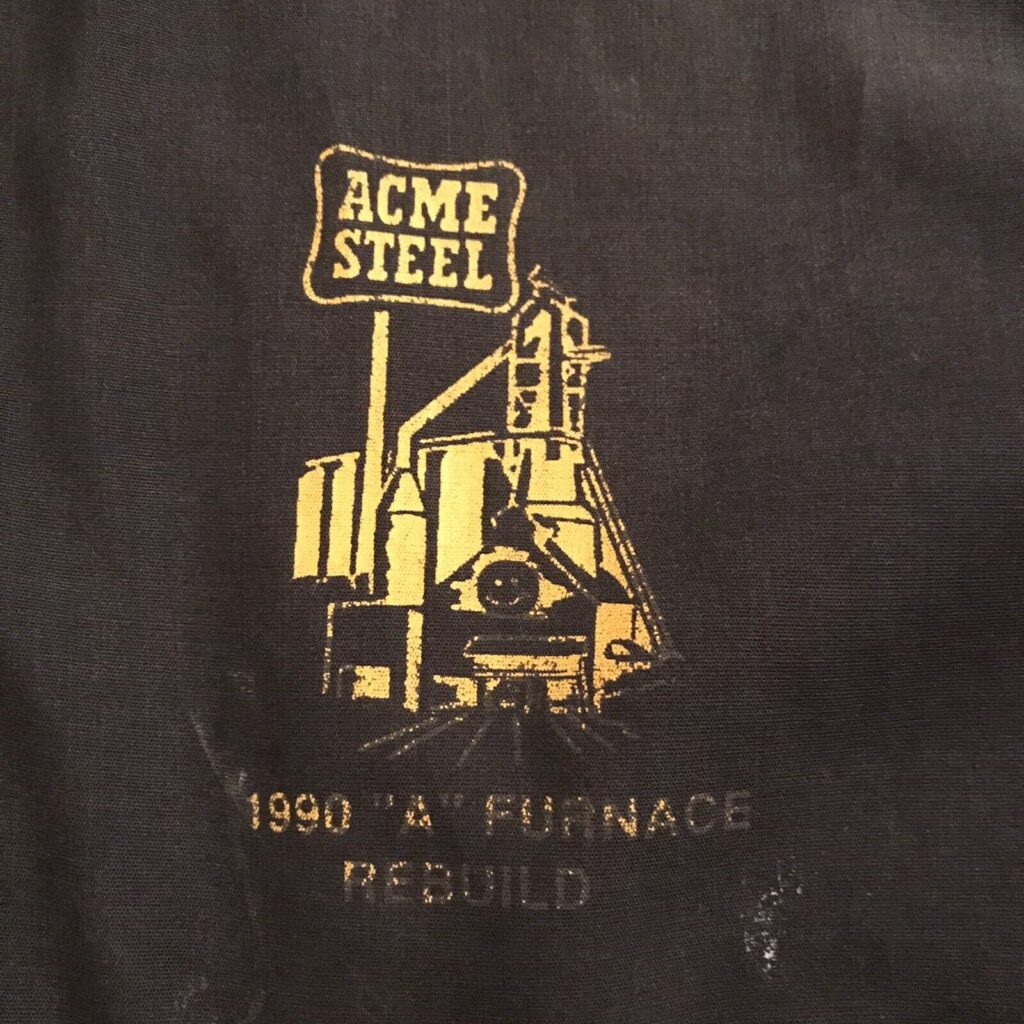 ACME
STEEL
1990 "A" FURNACE
REBUILD